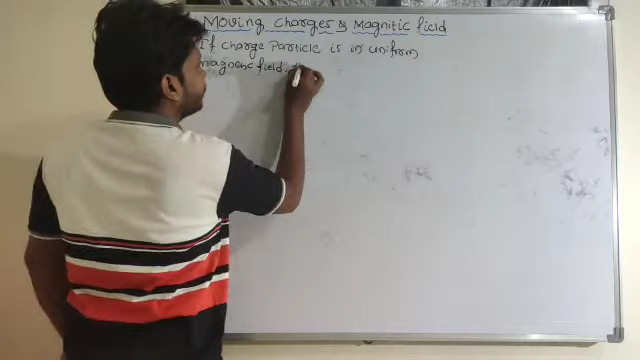 Moving Charges & Magnitic field
If Charge Particle is in uniform
magnetic field.